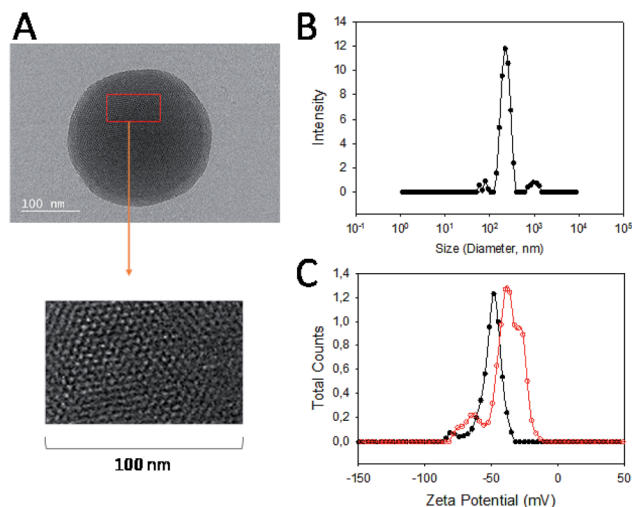 A
100 nm
100 nm
B
Intensity
14
12
10
8
6
4
2
0
10-1 100 101 102 103 104 105
Size (Diameter, nm)
C
Total Counts
1,4
1,2
1,0
0,8
0,6
0,4
0,2
0,0
-150 -100 -50 0 50
Zeta Potential (mV)